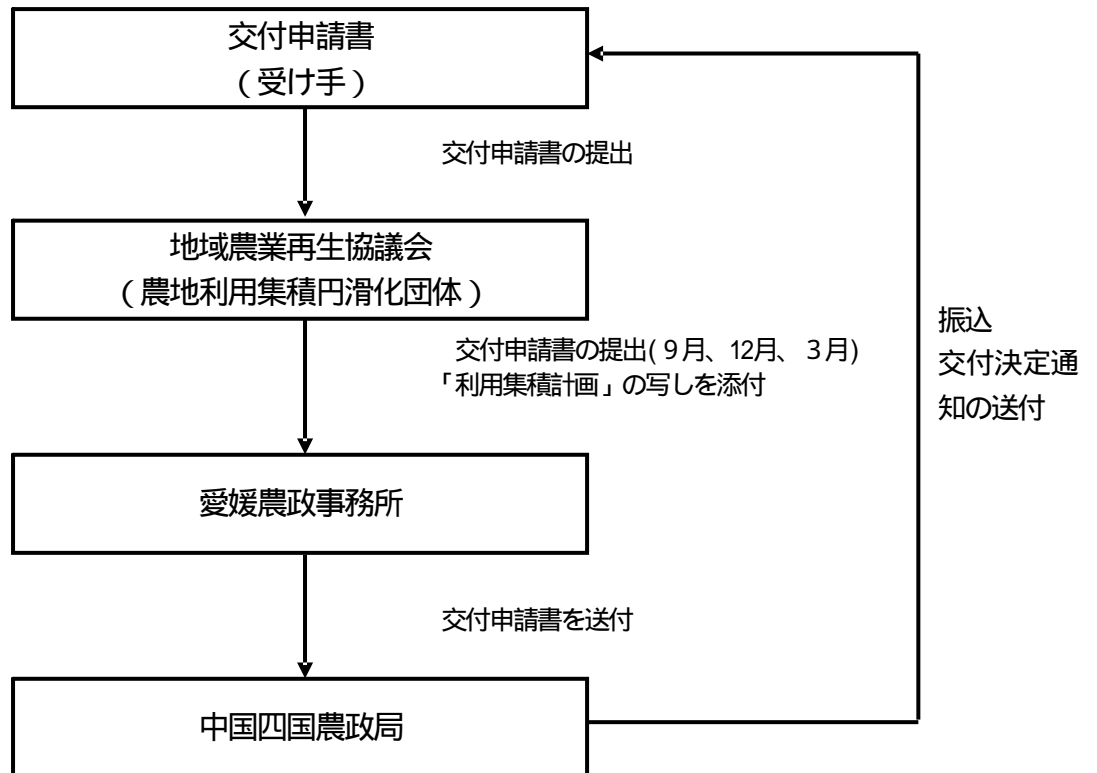 交付申請書
（受け手）
交付申請書の提出
地域農業再生協議会
（農地利用集積円滑化団体）
交付申請書の提出(９月、12月、３月)
「利用集積計画」の写しを添付
振込
交付決定通
知の送付
愛媛農政事務所
交付申請書を送付
中国四国農政局